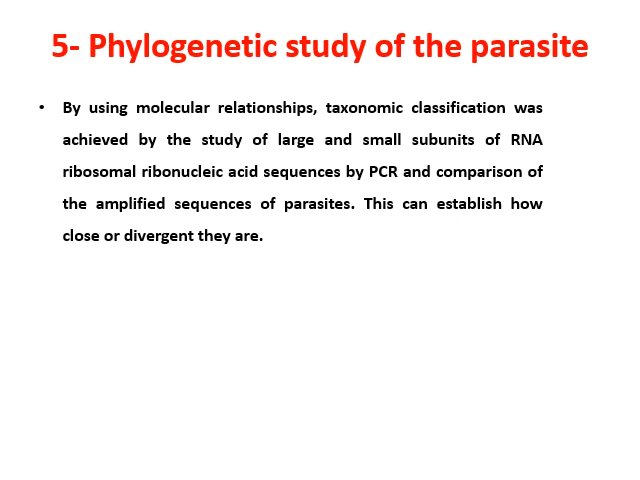 5- Phylogenetic study of the parasite
• By using molecular relationships, taxonomic classification was
achieved by the study of large and small subunits of RNA
ribosomal ribonucleic acid sequences by PCR and comparison of
the amplified sequences of parasites. This can establish how
close or divergent they are.